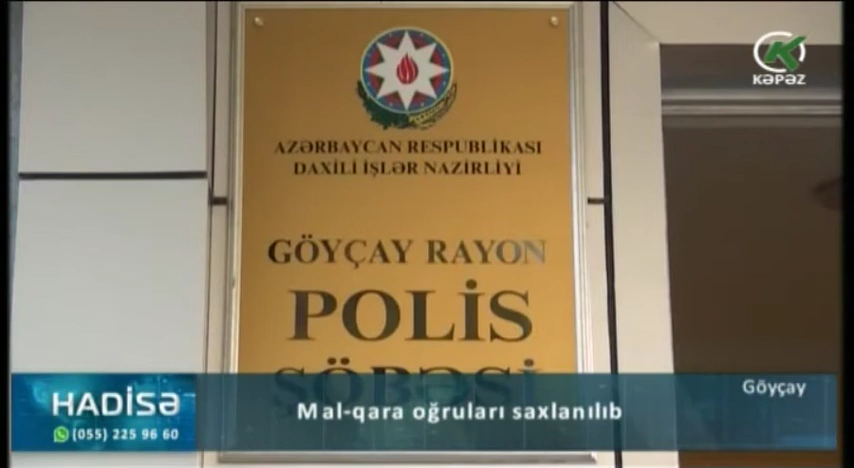 KƏPƏZ
AZƏRBAYCAN RESPUBLİKASI
DAXİLİ İŞLƏR NAZİRLİYİ
GÖYÇAY RAYON
POLİS
ŞÖBƏSİ
Göyçay
HADİSƏ
Mal-qara oğruları saxlanılıb
(055) 225 96 60